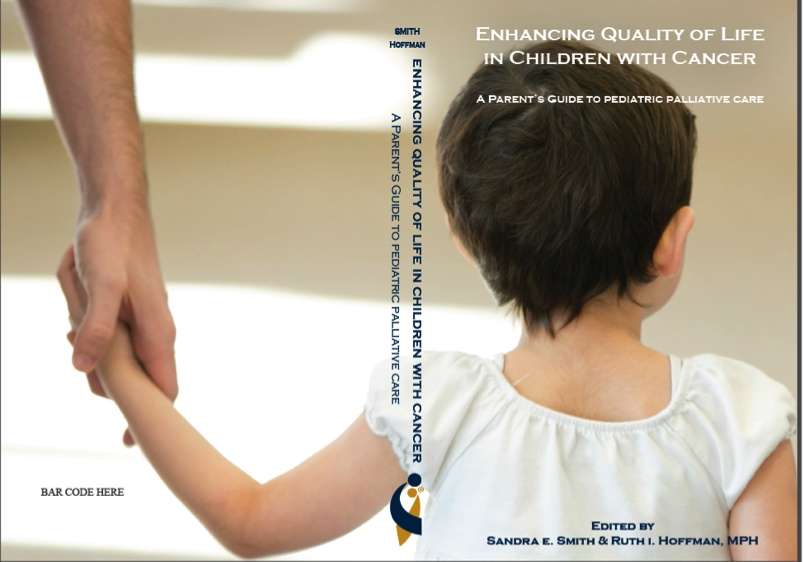 BAR CODE HERE
SMITH
HOFFMAN
ENHANCING QUALITY OF LIFE IN CHILDREN WITH CANCER
A PARENT'S GUIDE TO PEDIATRIC PALLIATIVE CARE
ENHANCING QUALITY OF LIFE
IN CHILDREN WITH CANCER
A PARENT'S GUIDE TO PEDIATRIC PALLIATIVE CARE
EDITED BY
SANDRA E. SMITH & RUTH I. HOFFMAN, MPH